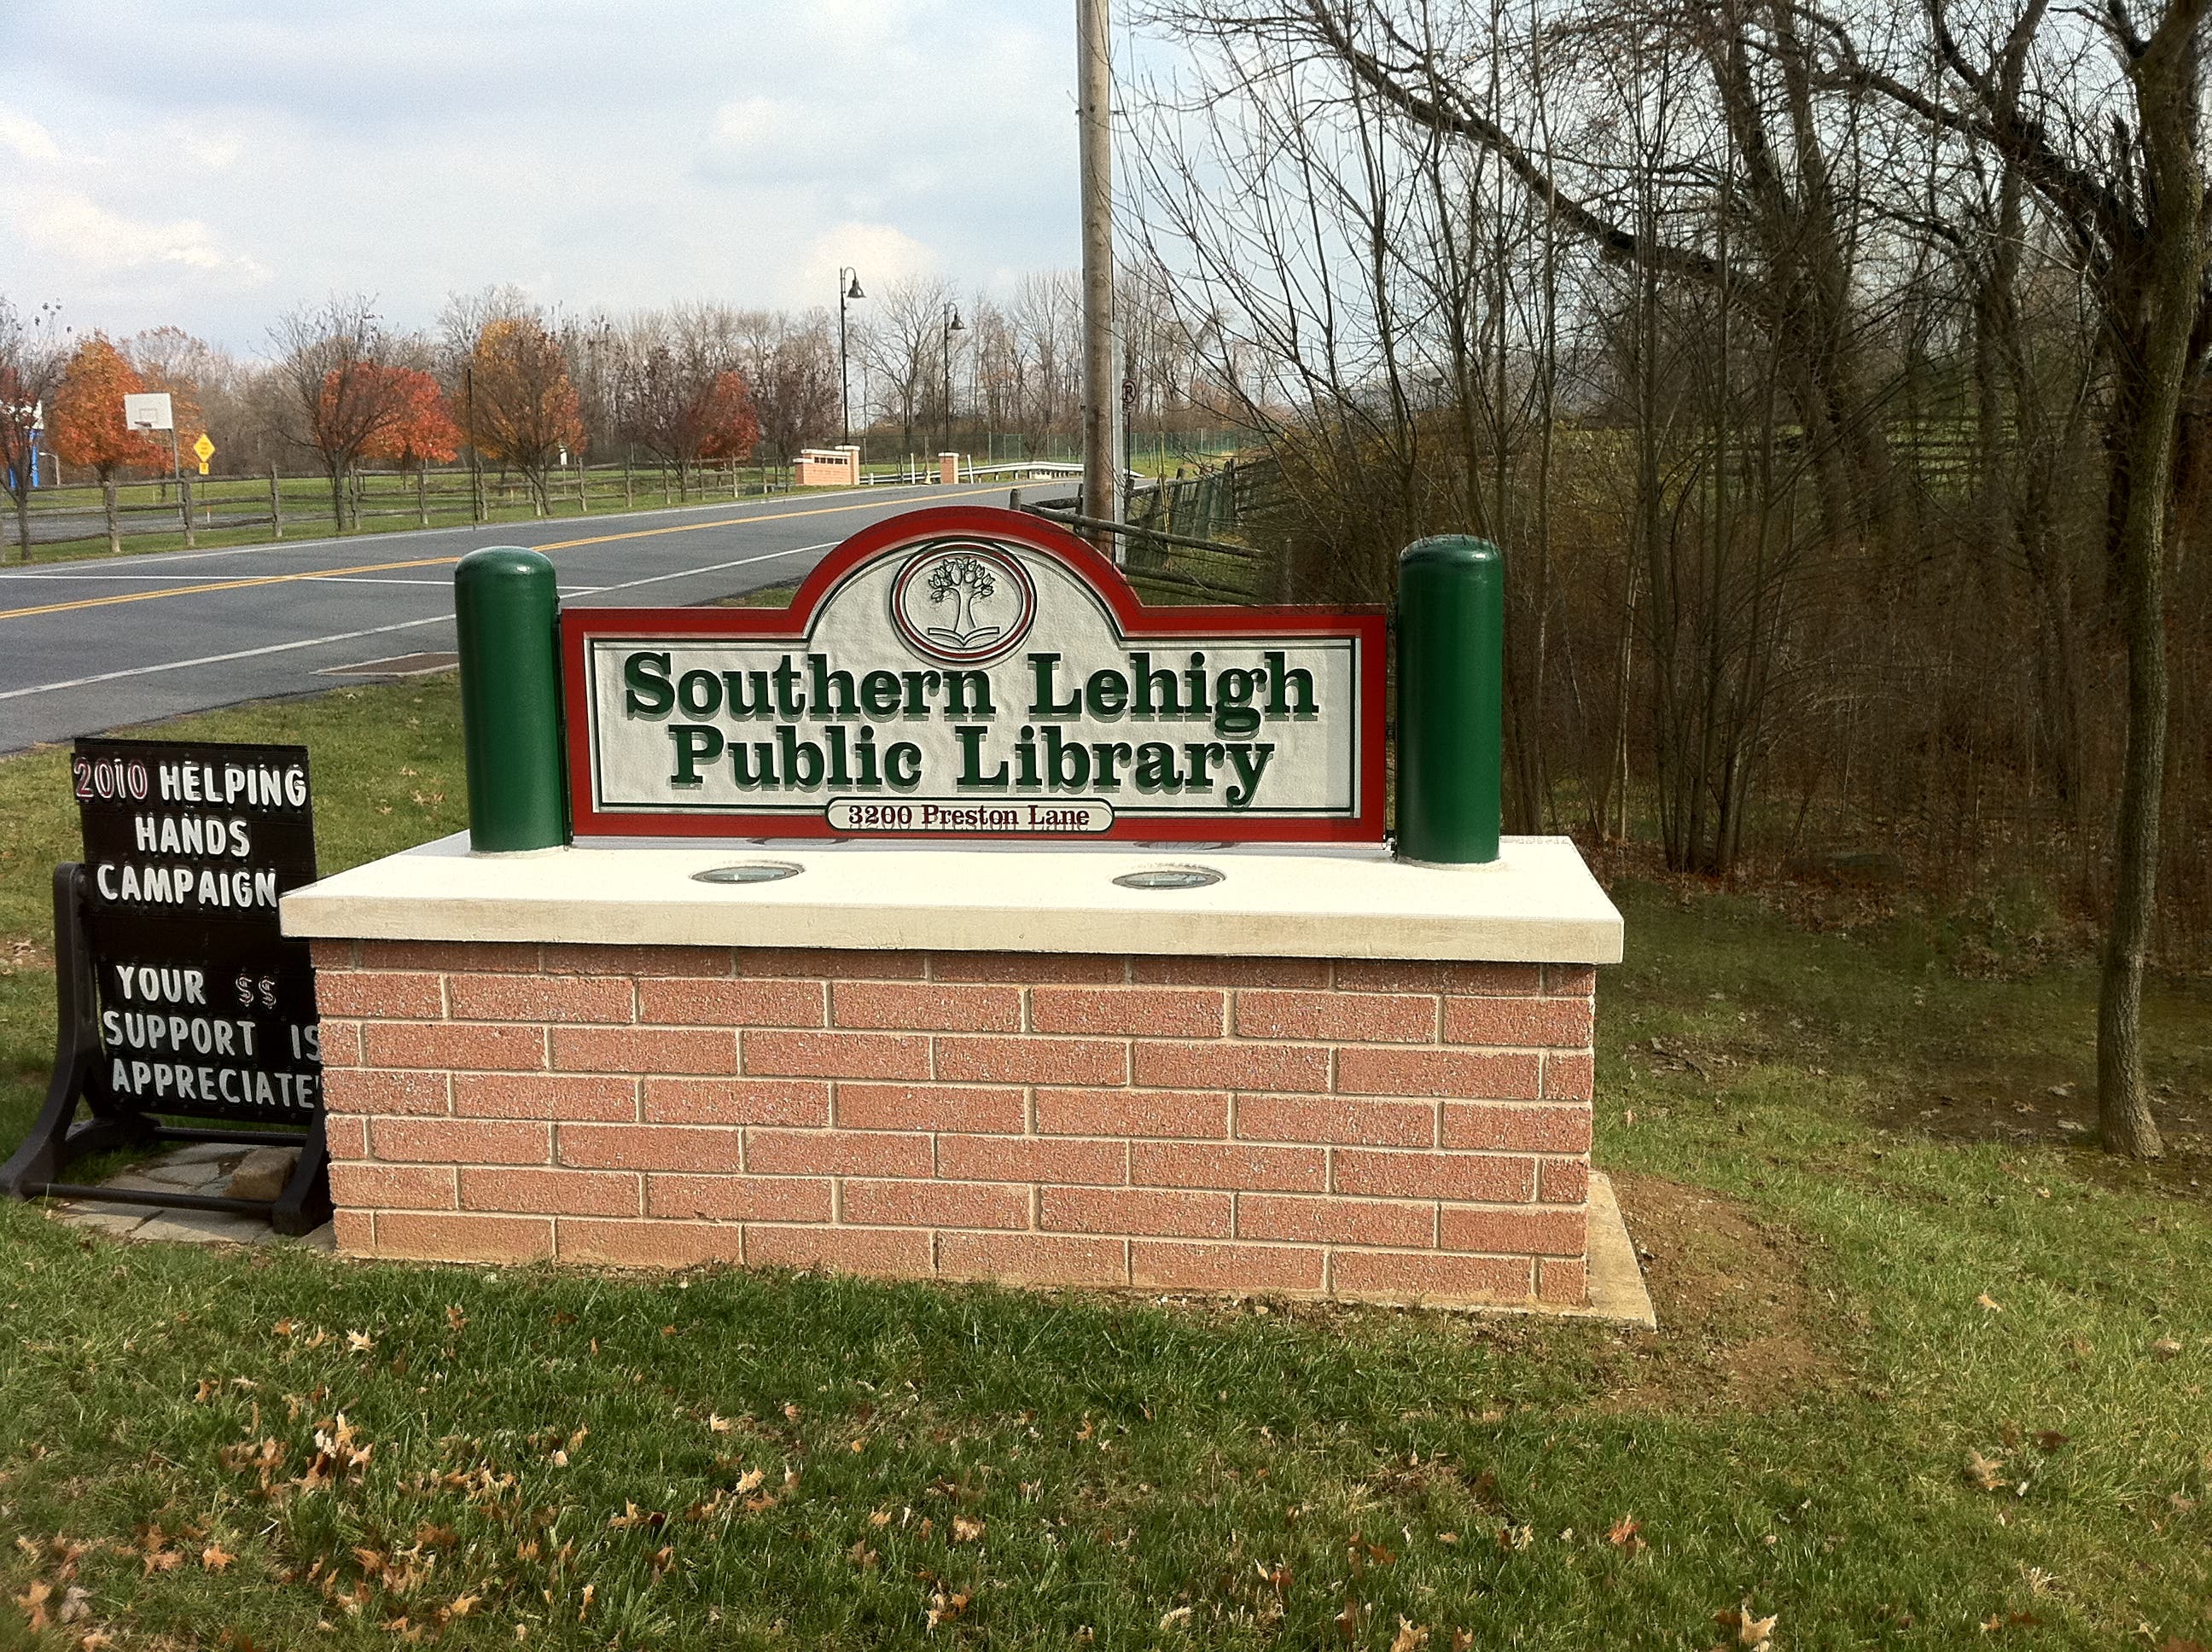 Southern Lehigh
Public Library
3200 Preston Lane
2010 HELPING
HANDS
CAMPAIGN
YOUR $$
SUPPORT IS
APPRECIATE